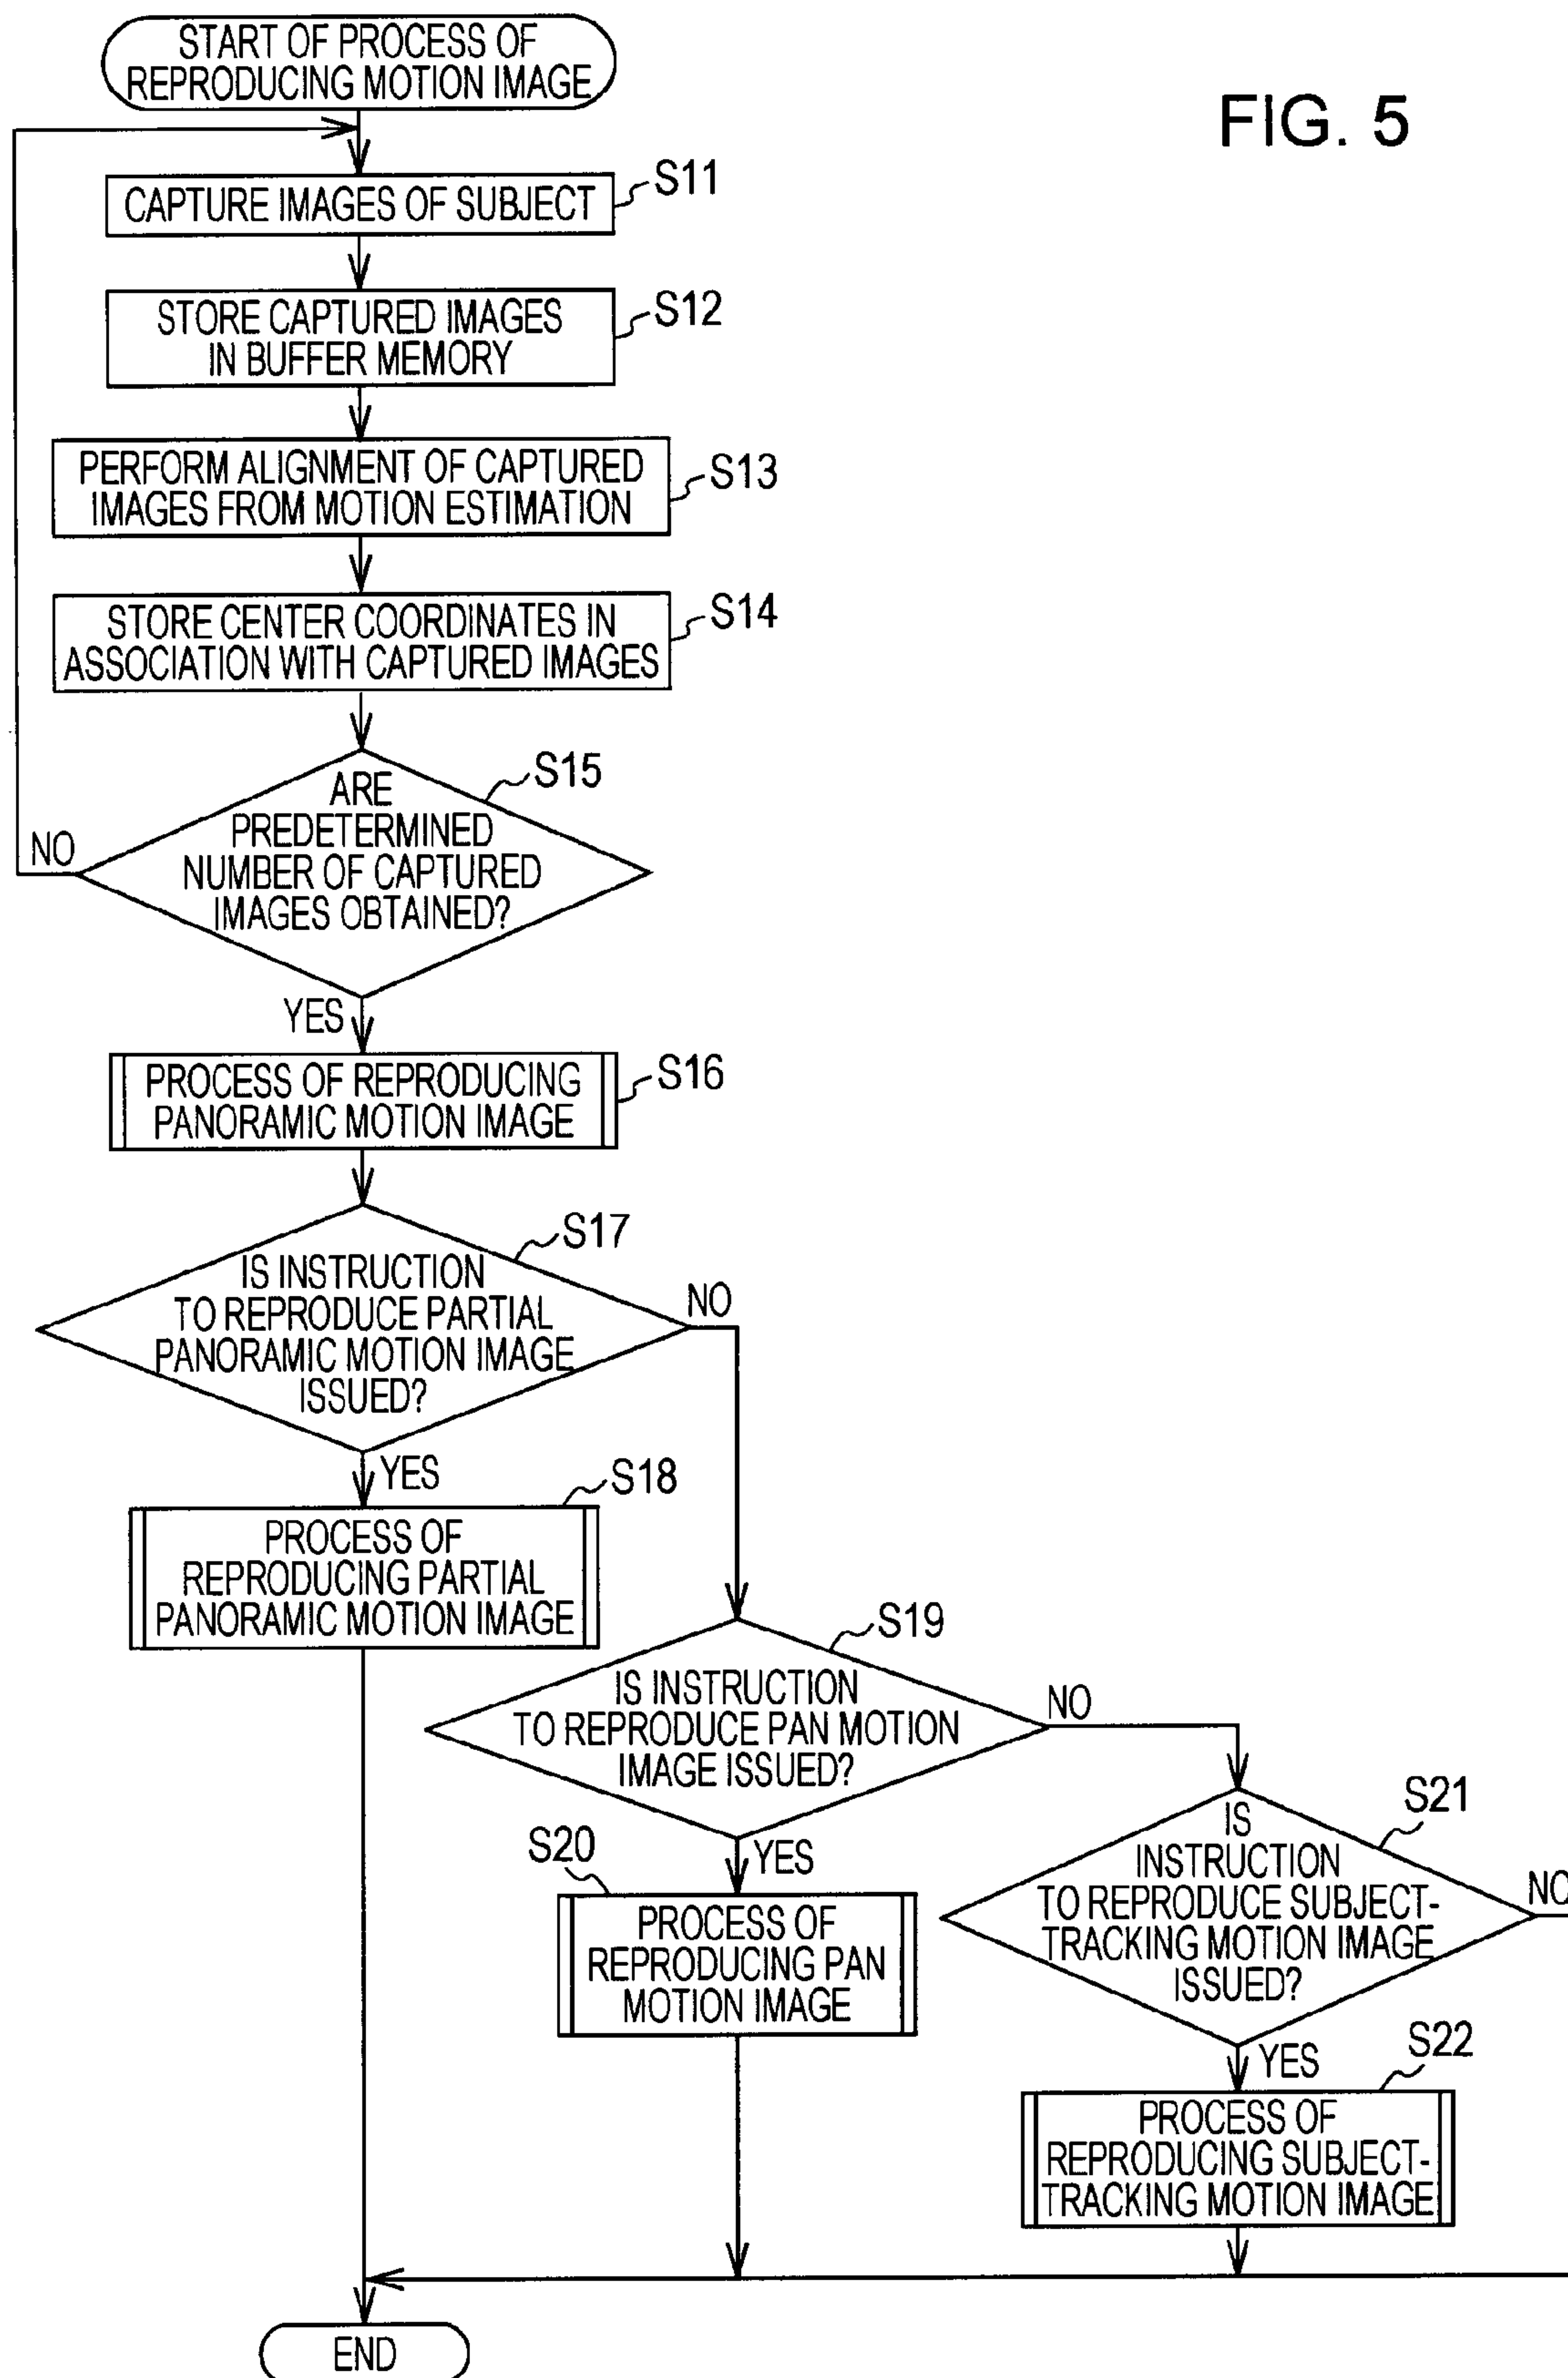 START OF PROCESS OF
REPRODUCING MOTION IMAGE
FIG. 5
CAPTURE IMAGES OF SUBJECT
S11
STORE CAPTURED IMAGES
IN BUFFER MEMORY
S12
PERFORM ALIGNMENT OF CAPTURED
IMAGES FROM MOTION ESTIMATION
S13
STORE CENTER COORDINATES IN
ASSOCIATION WITH CAPTURED IMAGES
S14
ARE
PREDETERMINED
NUMBER OF CAPTURED
IMAGES OBTAINED?
S15
NO
YES
PROCESS OF REPRODUCING
PANORAMIC MOTION IMAGE
S16
IS INSTRUCTION
TO REPRODUCE PARTIAL
PANORAMIC MOTION IMAGE
ISSUED?
S17
NO
YES
S18
PROCESS OF
REPRODUCING PARTIAL
PANORAMIC MOTION IMAGE
S19
IS INSTRUCTION
TO REPRODUCE PAN MOTION
IMAGE ISSUED?
NO
YES
S20
PROCESS OF
REPRODUCING PAN
MOTION IMAGE
S21
IS
INSTRUCTION
TO REPRODUCE SUBJECT-
TRACKING MOTION IMAGE
ISSUED?
NO
YES
S22
PROCESS OF
REPRODUCING SUBJECT-
TRACKING MOTION IMAGE
END